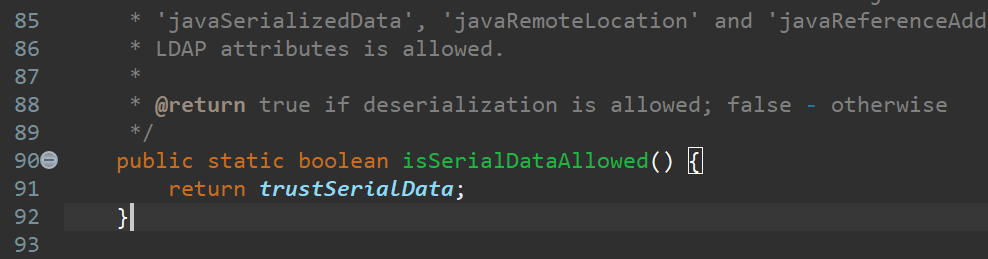 85 * 'javaSerializedData', 'javaRemoteLocation' and 'javaReferenceAdd
86 * LDAP attributes is allowed.
87 *
88 * @return true if deserialization is allowed; false - otherwise
89 */
90 public static boolean isSerialDataAllowed() {
91 return trustSerialData;
92 }
93